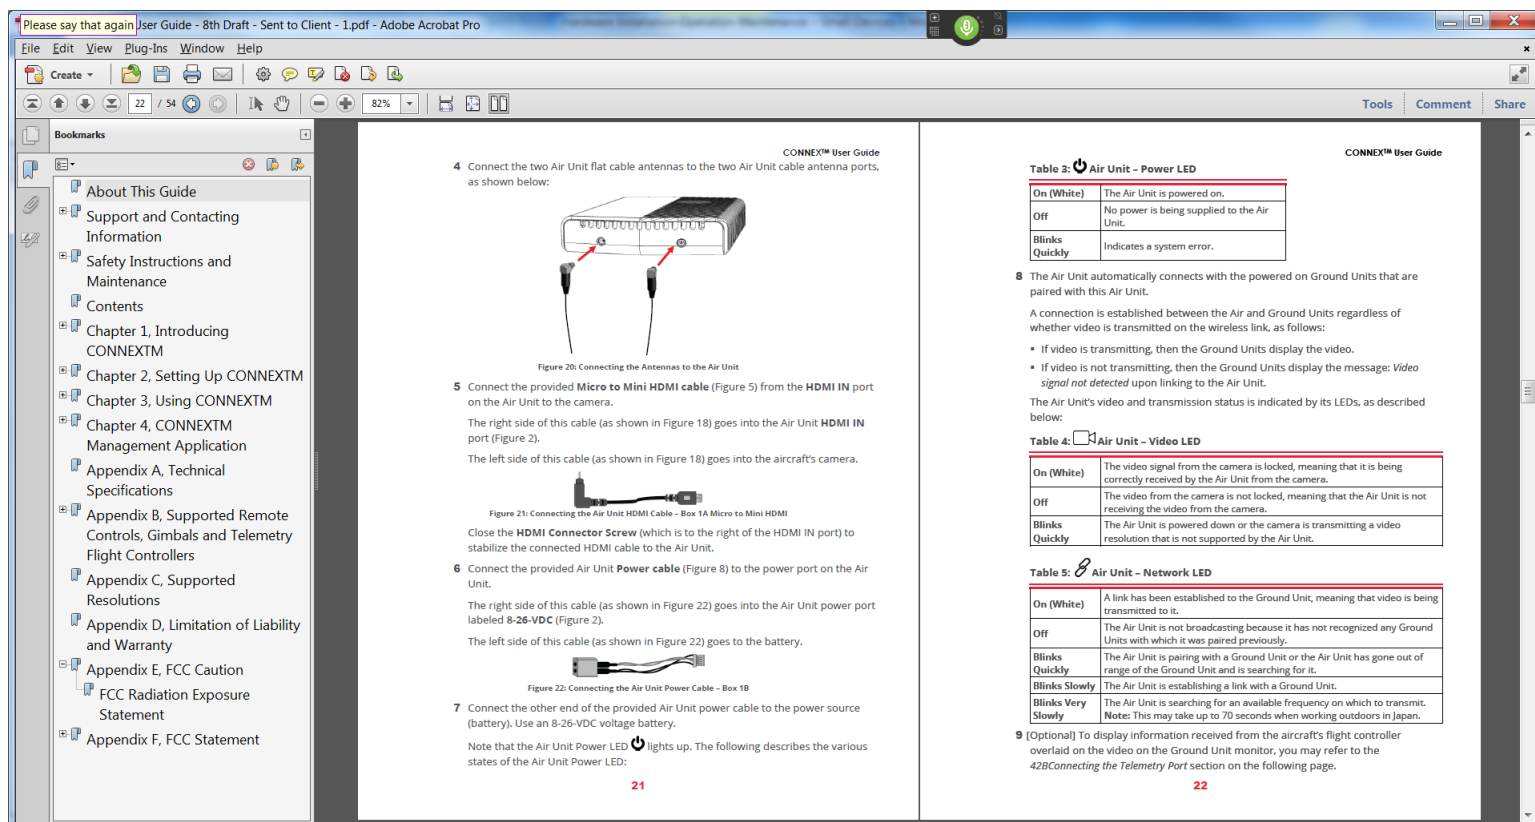 Please say that again User Guide - 8th Draft - Sent to Client - 1.pdf - Adobe Acrobat Pro
File Edit View Plug-Ins Window Help
Create
22 / 54 82% Tools Comment Share
Bookmarks
About This Guide
Support and Contacting
Information
Safety Instructions and
Maintenance
Contents
Chapter 1, Introducing
CONNEXTM
Chapter 2, Setting Up CONNEXTM
Chapter 3, Using CONNEXTM
Chapter 4, CONNEXTM
Management Application
Appendix A, Technical
Specifications
Appendix B, Supported Remote
Controls, Gimbals and Telemetry
Flight Controllers
Appendix C, Supported
Resolutions
Appendix D, Limitation of Liability
and Warranty
Appendix E, FCC Caution
FCC Radiation Exposure
Statement
Appendix F, FCC Statement
CONNEX™ User Guide
4 Connect the two Air Unit flat cable antennas to the two Air Unit cable antenna ports,
as shown below:
Figure 20: Connecting the Antennas to the Air Unit
5 Connect the provided Micro to Mini HDMI cable (Figure 5) from the HDMI IN port
on the Air Unit to the camera.
The right side of this cable (as shown in Figure 18) goes into the Air Unit HDMI IN
port (Figure 2).
The left side of this cable (as shown in Figure 18) goes into the aircraft's camera.
Figure 21: Connecting the Air Unit HDMI Cable – Box 1A Micro to Mini HDMI
Close the HDMI Connector Screw (which is to the right of the HDMI IN port) to
stabilize the connected HDMI cable to the Air Unit.
6 Connect the provided Air Unit Power cable (Figure 8) to the power port on the Air
Unit.
The right side of this cable (as shown in Figure 22) goes into the Air Unit power port
labeled 8-26-VDC (Figure 2).
The left side of this cable (as shown in Figure 22) goes to the battery.
Figure 22: Connecting the Air Unit Power Cable – Box 1B
7 Connect the other end of the provided Air Unit power cable to the power source
(battery). Use an 8-26-VDC voltage battery.
Note that the Air Unit Power LED lights up. The following describes the various
states of the Air Unit Power LED:
21
CONNEX™ User Guide
Table 3: Air Unit – Power LED
On (White) The Air Unit is powered on.
Off No power is being supplied to the Air
Unit.
Blinks
Quickly Indicates a system error.
8 The Air Unit automatically connects with the powered on Ground Units that are
paired with this Air Unit.
A connection is established between the Air and Ground Units regardless of
whether video is transmitted on the wireless link, as follows:
▪ If video is transmitting, then the Ground Units display the video.
▪ If video is not transmitting, then the Ground Units display the message: Video
signal not detected upon linking to the Air Unit.
The Air Unit's video and transmission status is indicated by its LEDs, as described
below:
Table 4: Air Unit – Video LED
On (White) The video signal from the camera is locked, meaning that it is being
correctly received by the Air Unit from the camera.
Off The video from the camera is not locked, meaning that the Air Unit is not
receiving the video from the camera.
Blinks The Air Unit is powered down or the camera is transmitting a video
Quickly resolution that is not supported by the Air Unit.
Table 5: Air Unit – Network LED
On (White) A link has been established to the Ground Unit, meaning that video is being
transmitted to it.
Off The Air Unit is not broadcasting because it has not recognized any Ground
Units with which it was paired previously.
Blinks The Air Unit is pairing with a Ground Unit or the Air Unit has gone out of
Quickly range of the Ground Unit and is searching for it.
Blinks Slowly The Air Unit is establishing a link with a Ground Unit.
Blinks Very The Air Unit is searching for an available frequency on which to transmit.
Slowly Note: This may take up to 70 seconds when working outdoors in Japan.
9 [Optional] To display information received from the aircraft's flight controller
overlaid on the video on the Ground Unit monitor, you may refer to the
42BConnecting the Telemetry Port section on the following page.
22